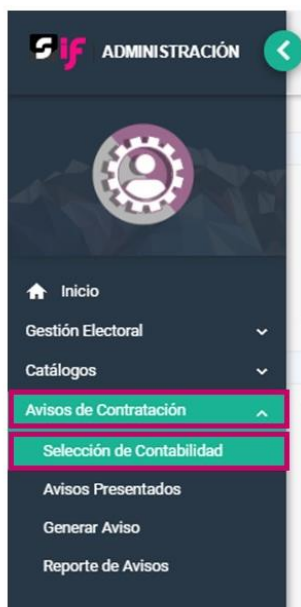 Sif ADMINISTRACIÓN
Inicio
Gestión Electoral
Catálogos
Avisos de Contratación
Selección de Contabilidad
Avisos Presentados
Generar Aviso
Reporte de Avisos